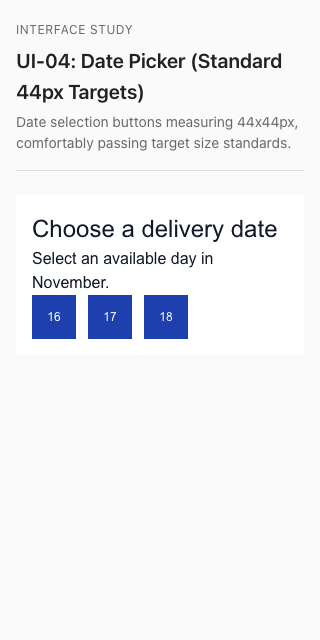 INTERFACE STUDY
UI-04: Date Picker (Standard
44px Targets)
Date selection buttons measuring 44x44px,
comfortably passing target size standards.
Choose a delivery date
Select an available day in
November.
16 17 18